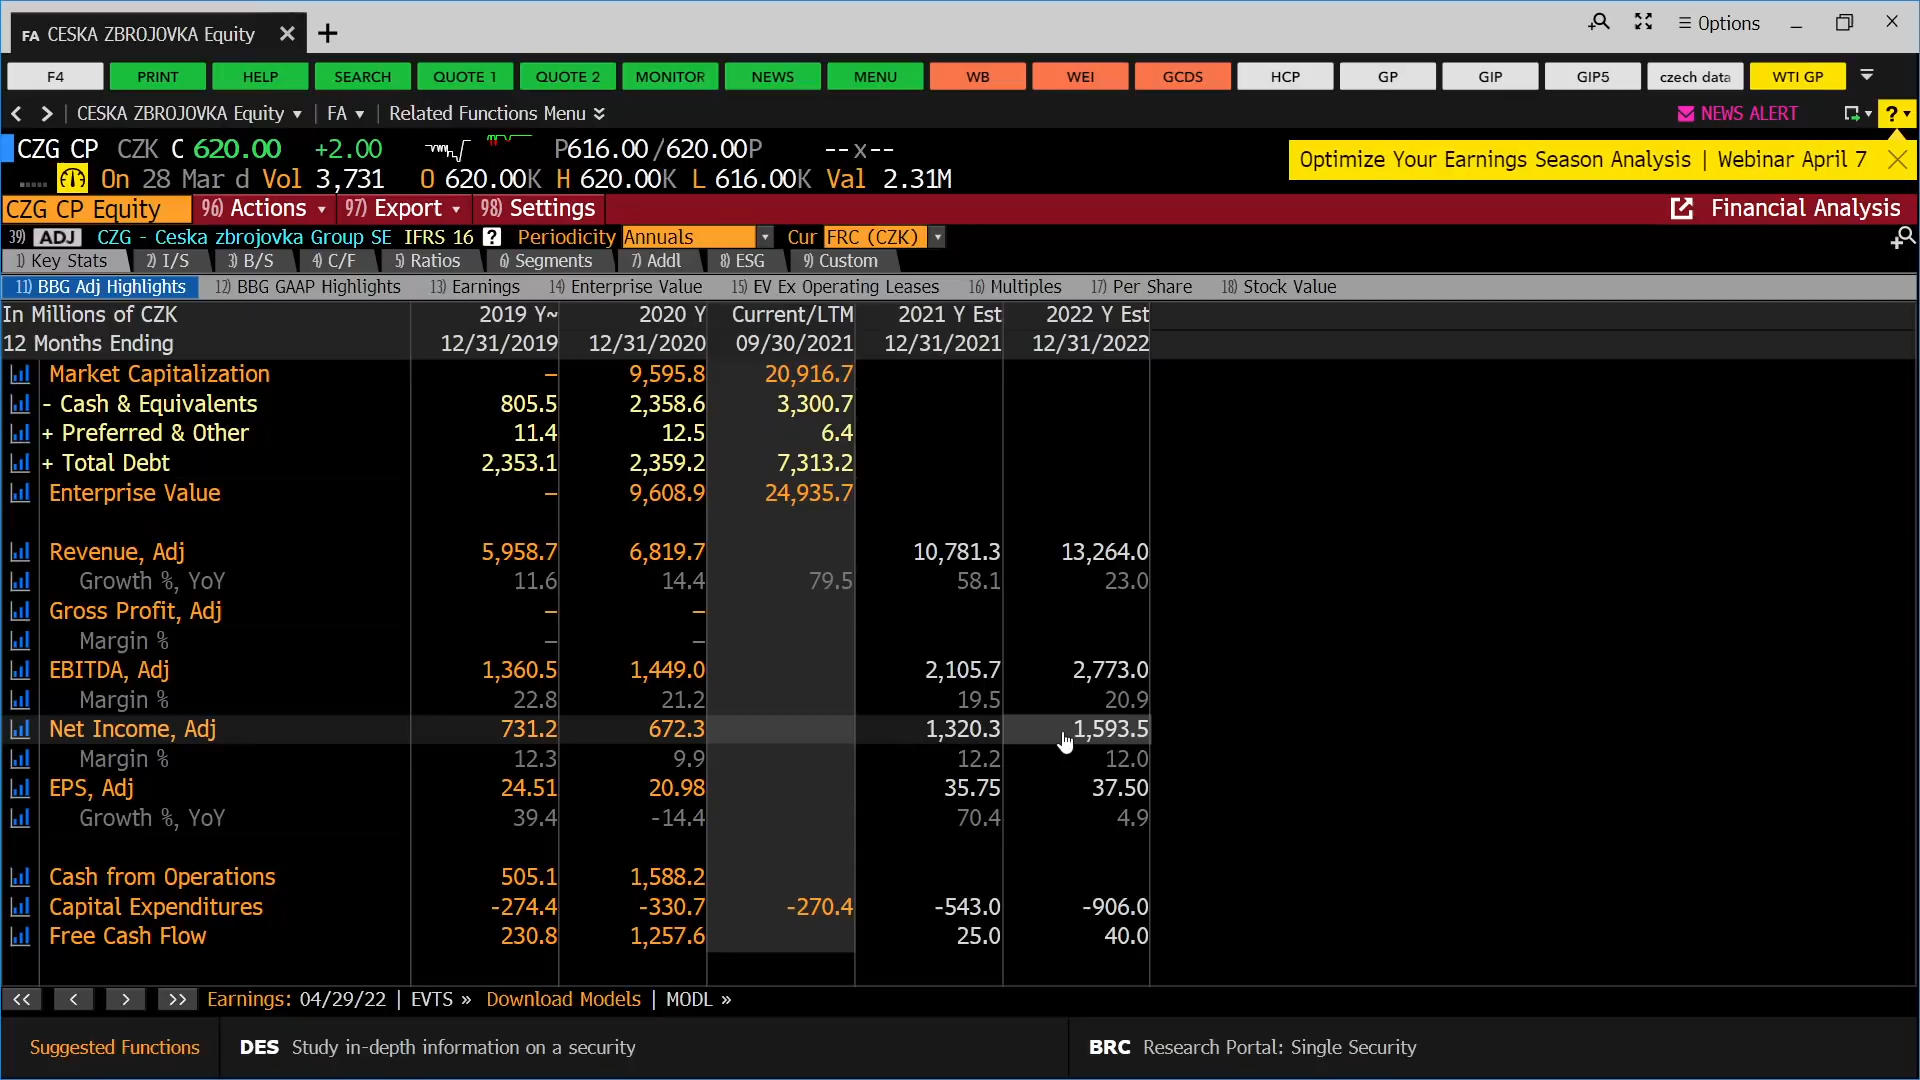 FA CESKA ZBROJOVKA Equity
Options
F4 PRINT HELP SEARCH QUOTE 1 QUOTE 2 MONITOR NEWS MENU WB WEI GCDS HCP GP GIP GIP5 czech data WTI GP
CESKA ZBROJOVKA Equity FA Related Functions Menu NEWS ALERT ?
CZG CP CZK C 620.00 +2.00 P616.00/620.00P --x--
On 28 Mar d Vol 3,731 O 620.00K H 620.00K L 616.00K Val 2.31M
Optimize Your Earnings Season Analysis | Webinar April 7
CZG CP Equity 96) Actions 97) Export 98) Settings Financial Analysis
39) ADJ CZG - Ceska zbrojovka Group SE IFRS 16 ? Periodicity Annuals Cur FRC (CZK)
1) Key Stats 2) I/S 3) B/S 4) C/F 5) Ratios 6) Segments 7) Addl 8) ESG 9) Custom
11) BBG Adj Highlights 12) BBG GAAP Highlights 13) Earnings 14) Enterprise Value 15) EV Ex Operating Leases 16) Multiples 17) Per Share 18) Stock Value
In Millions of CZK 2019 Y~ 2020 Y Current/LTM 2021 Y Est 2022 Y Est
12 Months Ending 12/31/2019 12/31/2020 09/30/2021 12/31/2021 12/31/2022
Market Capitalization – 9,595.8 20,916.7
- Cash & Equivalents 805.5 2,358.6 3,300.7
+ Preferred & Other 11.4 12.5 6.4
+ Total Debt 2,353.1 2,359.2 7,313.2
Enterprise Value – 9,608.9 24,935.7
Revenue, Adj 5,958.7 6,819.7 10,781.3 13,264.0
Growth %, YoY 11.6 14.4 79.5 58.1 23.0
Gross Profit, Adj – –
Margin % – –
EBITDA, Adj 1,360.5 1,449.0 2,105.7 2,773.0
Margin % 22.8 21.2 19.5 20.9
Net Income, Adj 731.2 672.3 1,320.3 1,593.5
Margin % 12.3 9.9 12.2 12.0
EPS, Adj 24.51 20.98 35.75 37.50
Growth %, YoY 39.4 -14.4 70.4 4.9
Cash from Operations 505.1 1,588.2
Capital Expenditures -274.4 -330.7 -270.4 -543.0 -906.0
Free Cash Flow 230.8 1,257.6 25.0 40.0
<< < > >> Earnings: 04/29/22 | EVTS » Download Models | MODL »
Suggested Functions DES Study in-depth information on a security BRC Research Portal: Single Security